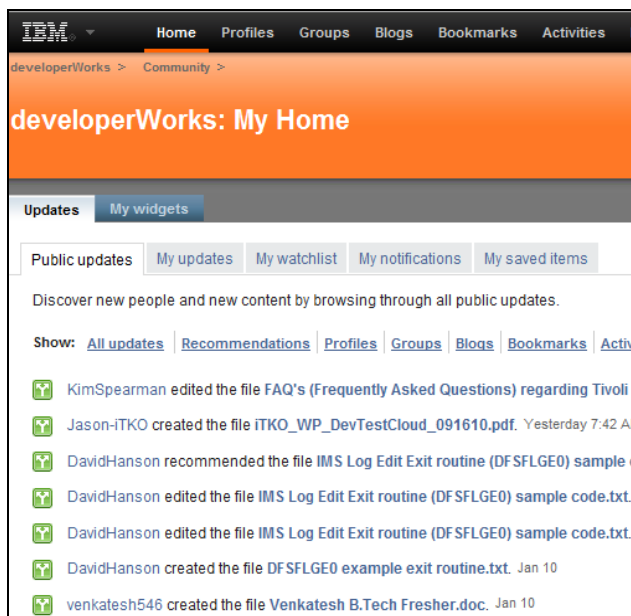 IBM Home Profiles Groups Blogs Bookmarks Activities
developerWorks > Community >
developerWorks: My Home
Updates My widgets
Public updates My updates My watchlist My notifications My saved items
Discover new people and new content by browsing through all public updates.
Show: All updates Recommendations Profiles Groups Blogs Bookmarks Activ
KimSpearman edited the file FAQ's (Frequently Asked Questions) regarding Tivoli
Jason-iTKO created the file iTKO_WP_DevTestCloud_091610.pdf. Yesterday 7:42 A
DavidHanson recommended the file IMS Log Edit Exit routine (DFSFLGE0) sample
DavidHanson edited the file IMS Log Edit Exit routine (DFSFLGE0) sample code.txt.
DavidHanson edited the file IMS Log Edit Exit routine (DFSFLGE0) sample code.txt.
DavidHanson created the file DFSFLGE0 example exit routine.txt. Jan 10
venkatesh546 created the file Venkatesh B.Tech Fresher.doc. Jan 10